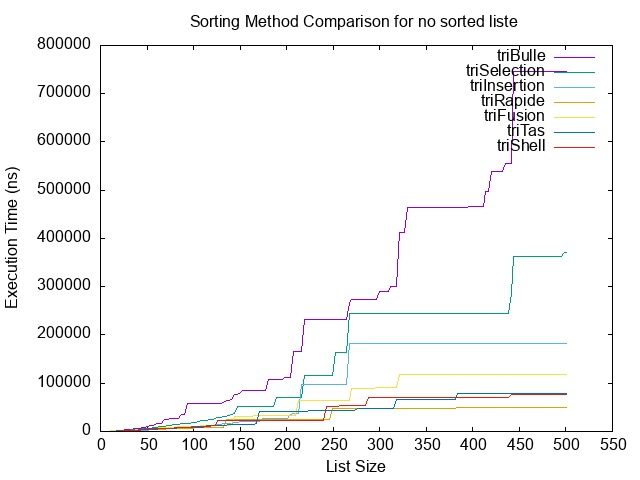 Sorting Method Comparison for no sorted liste
800000
700000
600000
500000
400000
300000
200000
100000
0
Execution Time (ns)
triBulle
triSelection
triInsertion
triRapide
triFusion
triTas
triShell
0 50 100 150 200 250 300 350 400 450 500 550
List Size